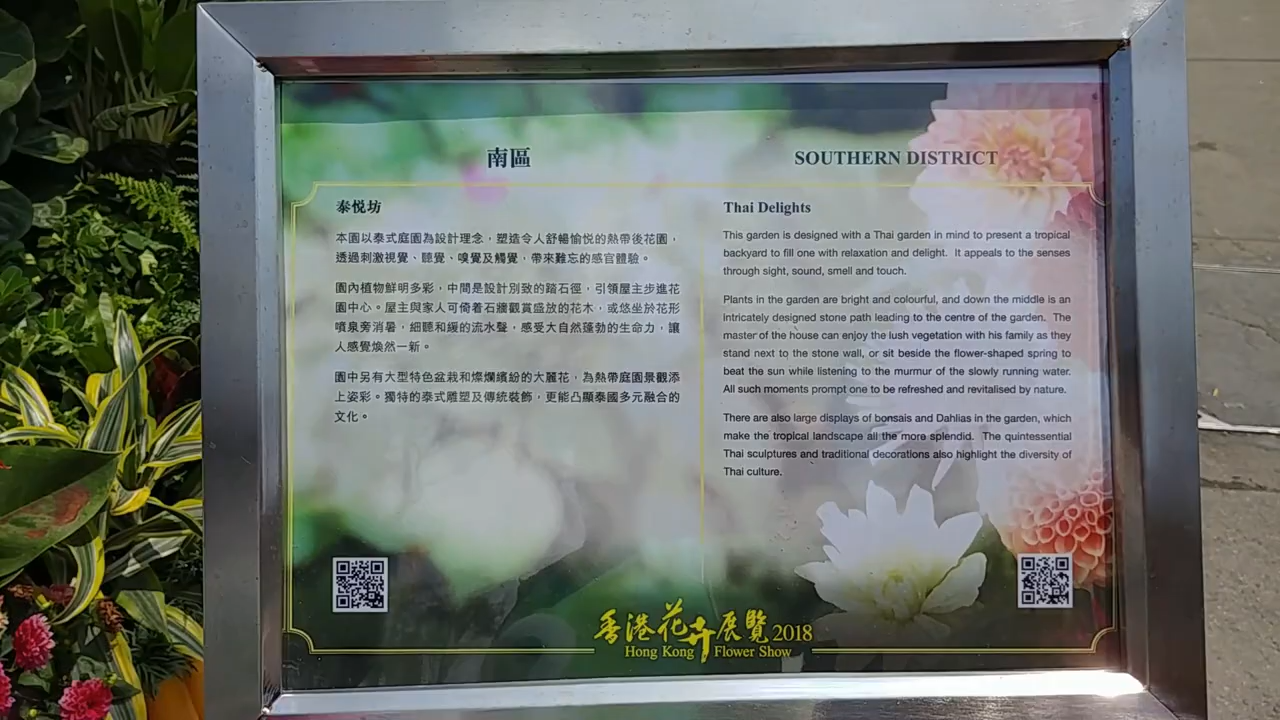 南區
泰悅坊
本園以泰式庭園為設計理念，塑造令人舒暢愉悅的熱帶後花園，
透過刺激視覺、聽覺、嗅覺及觸覺，帶來難忘的感官體驗。
園內植物鮮明多彩，中間是設計別致的踏石徑，引領屋主步進花
園中心。屋主與家人可倚着石牆觀賞盛放的花木，或悠坐於花形
噴泉旁消暑，細聽和緩的流水聲，感受大自然蓬勃的生命力，讓
人感覺煥然一新。
園中另有大型特色盆栽和燦爛繽紛的大麗花，為熱帶庭園景觀添
上姿彩。獨特的泰式雕塑及傳統裝飾，更能凸顯泰國多元融合的
文化。
SOUTHERN DISTRICT
Thai Delights
This garden is designed with a Thai garden in mind to present a tropical
backyard to fill one with relaxation and delight. It appeals to the senses
through sight, sound, smell and touch.
Plants in the garden are bright and colourful, and down the middle is an
intricately designed stone path leading to the centre of the garden. The
master of the house can enjoy the lush vegetation with his family as they
stand next to the stone wall, or sit beside the flower-shaped spring to
beat the sun while listening to the murmur of the slowly running water.
All such moments prompt one to be refreshed and revitalised by nature.
There are also large displays of bonsais and Dahlias in the garden, which
make the tropical landscape all the more splendid. The quintessential
Thai sculptures and traditional decorations also highlight the diversity of
Thai culture.
香港花卉展覽2018
Hong Kong Flower Show